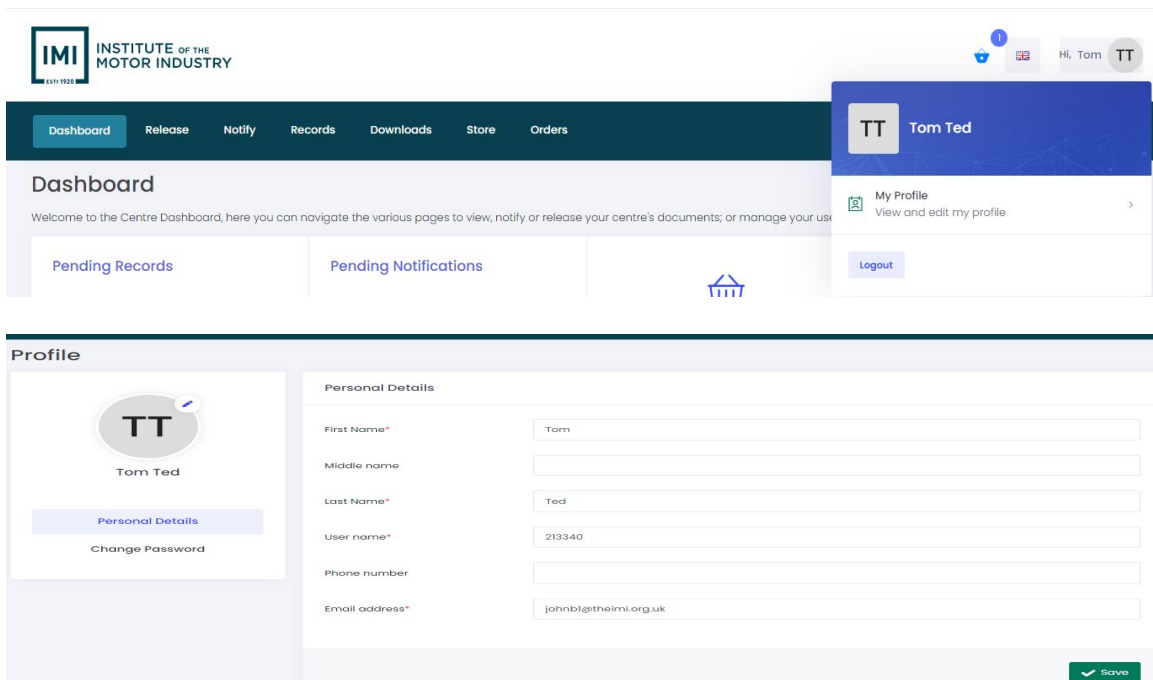 IMI
ESTD 1920
INSTITUTE OF THE
MOTOR INDUSTRY
1
Hi, Tom TT
Dashboard Release Notify Records Downloads Store Orders
TT Tom Ted
Dashboard
Welcome to the Centre Dashboard, here you can navigate the various pages to view, notify or release your centre's documents; or manage your use
My Profile
View and edit my profile
Pending Records
Pending Notifications
Logout
Profile
TT
Tom Ted
Personal Details
Change Password
Personal Details
First Name* Tom
Middle name
Last Name* Ted
User name* 213340
Phone number
Email address* johnb1@theimi.org.uk
Save